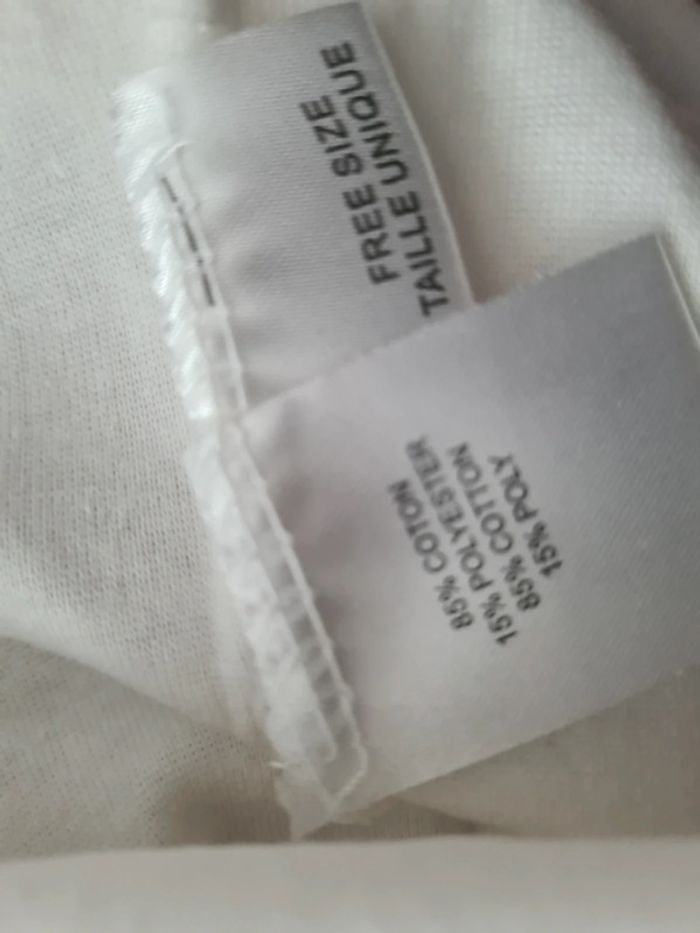 FREE SIZE
TAILLE UNIQUE
85% COTON
15% POLYESTER
85% COTTON
15% POLY